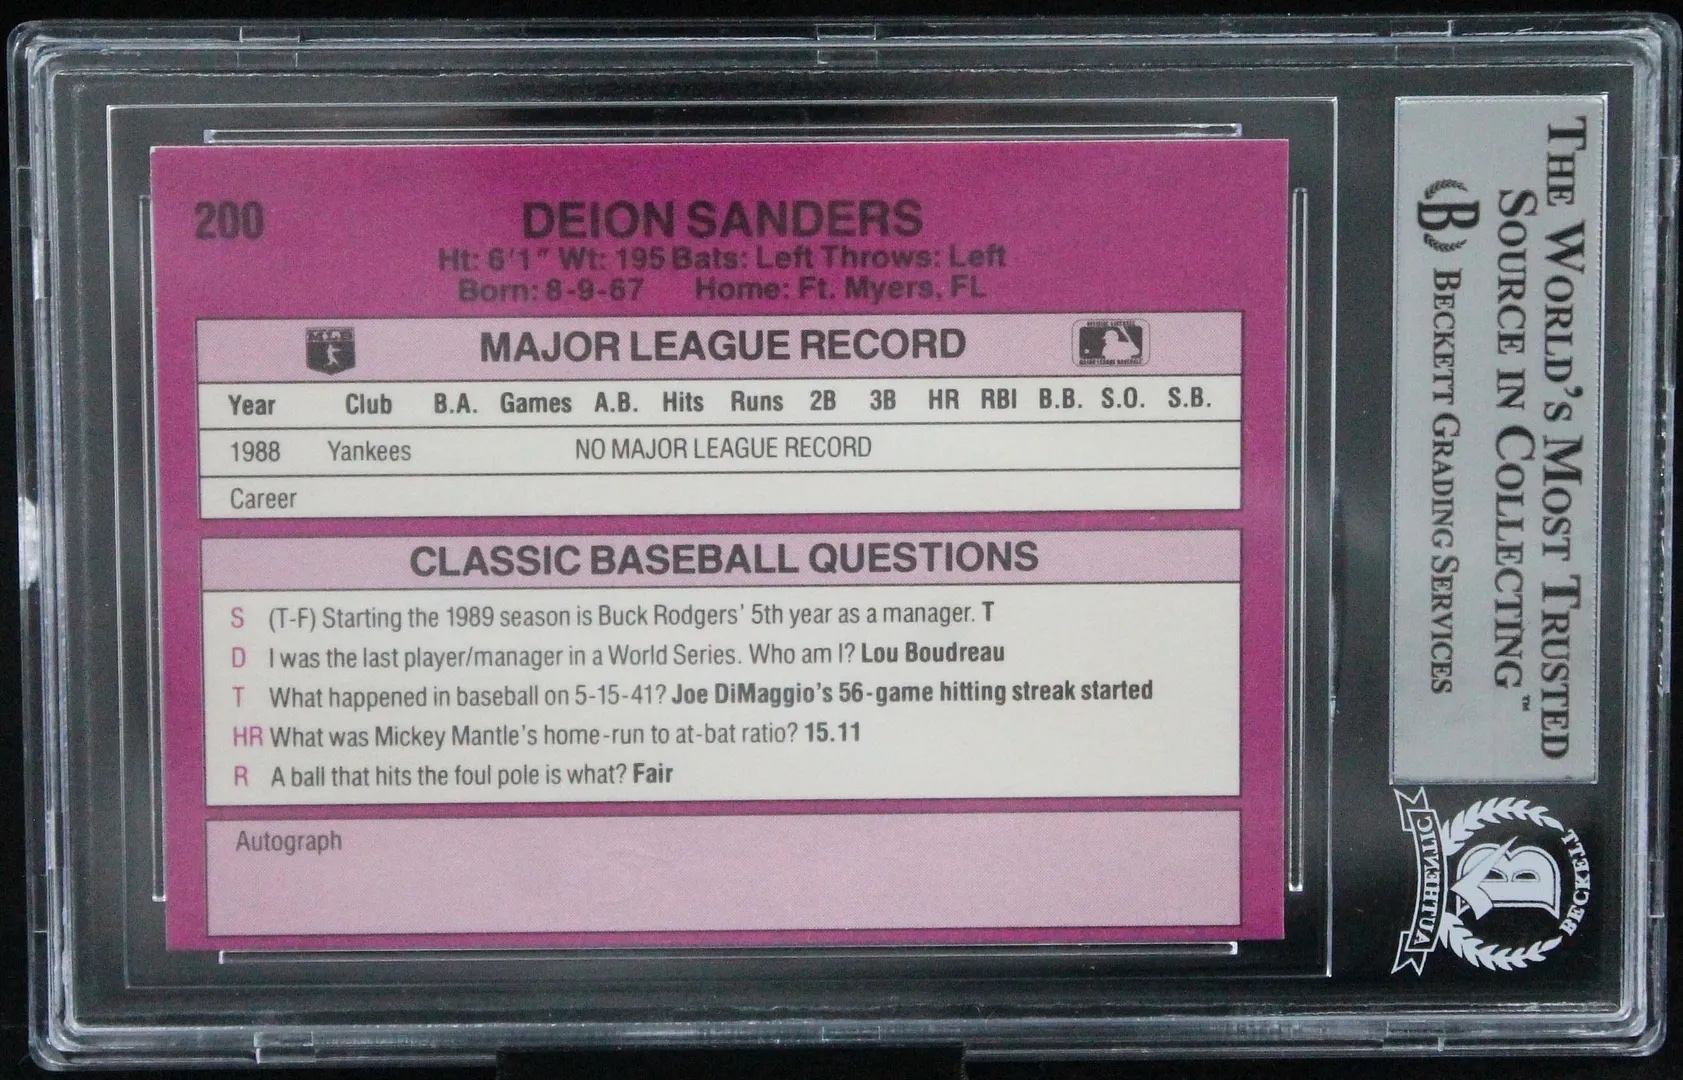 200
DEION SANDERS
Ht: 6'1" Wt: 195 Bats: Left Throws: Left
Born: 8-9-67 Home: Ft. Myers, FL
MLB
MAJOR LEAGUE RECORD
Year Club B.A. Games A.B. Hits Runs 2B 3B HR RBI B.B. S.O. S.B.
1988 Yankees NO MAJOR LEAGUE RECORD
Career
CLASSIC BASEBALL QUESTIONS
S (T-F) Starting the 1989 season is Buck Rodgers' 5th year as a manager. T
D I was the last player/manager in a World Series. Who am I? Lou Boudreau
T What happened in baseball on 5-15-41? Joe DiMaggio's 56-game hitting streak started
HR What was Mickey Mantle's home-run to at-bat ratio? 15.11
R A ball that hits the foul pole is what? Fair
Autograph
THE WORLD'S MOST TRUSTED
SOURCE IN COLLECTING™
B BECKETT GRADING SERVICES
BECKETT
B
AUTHENTIC